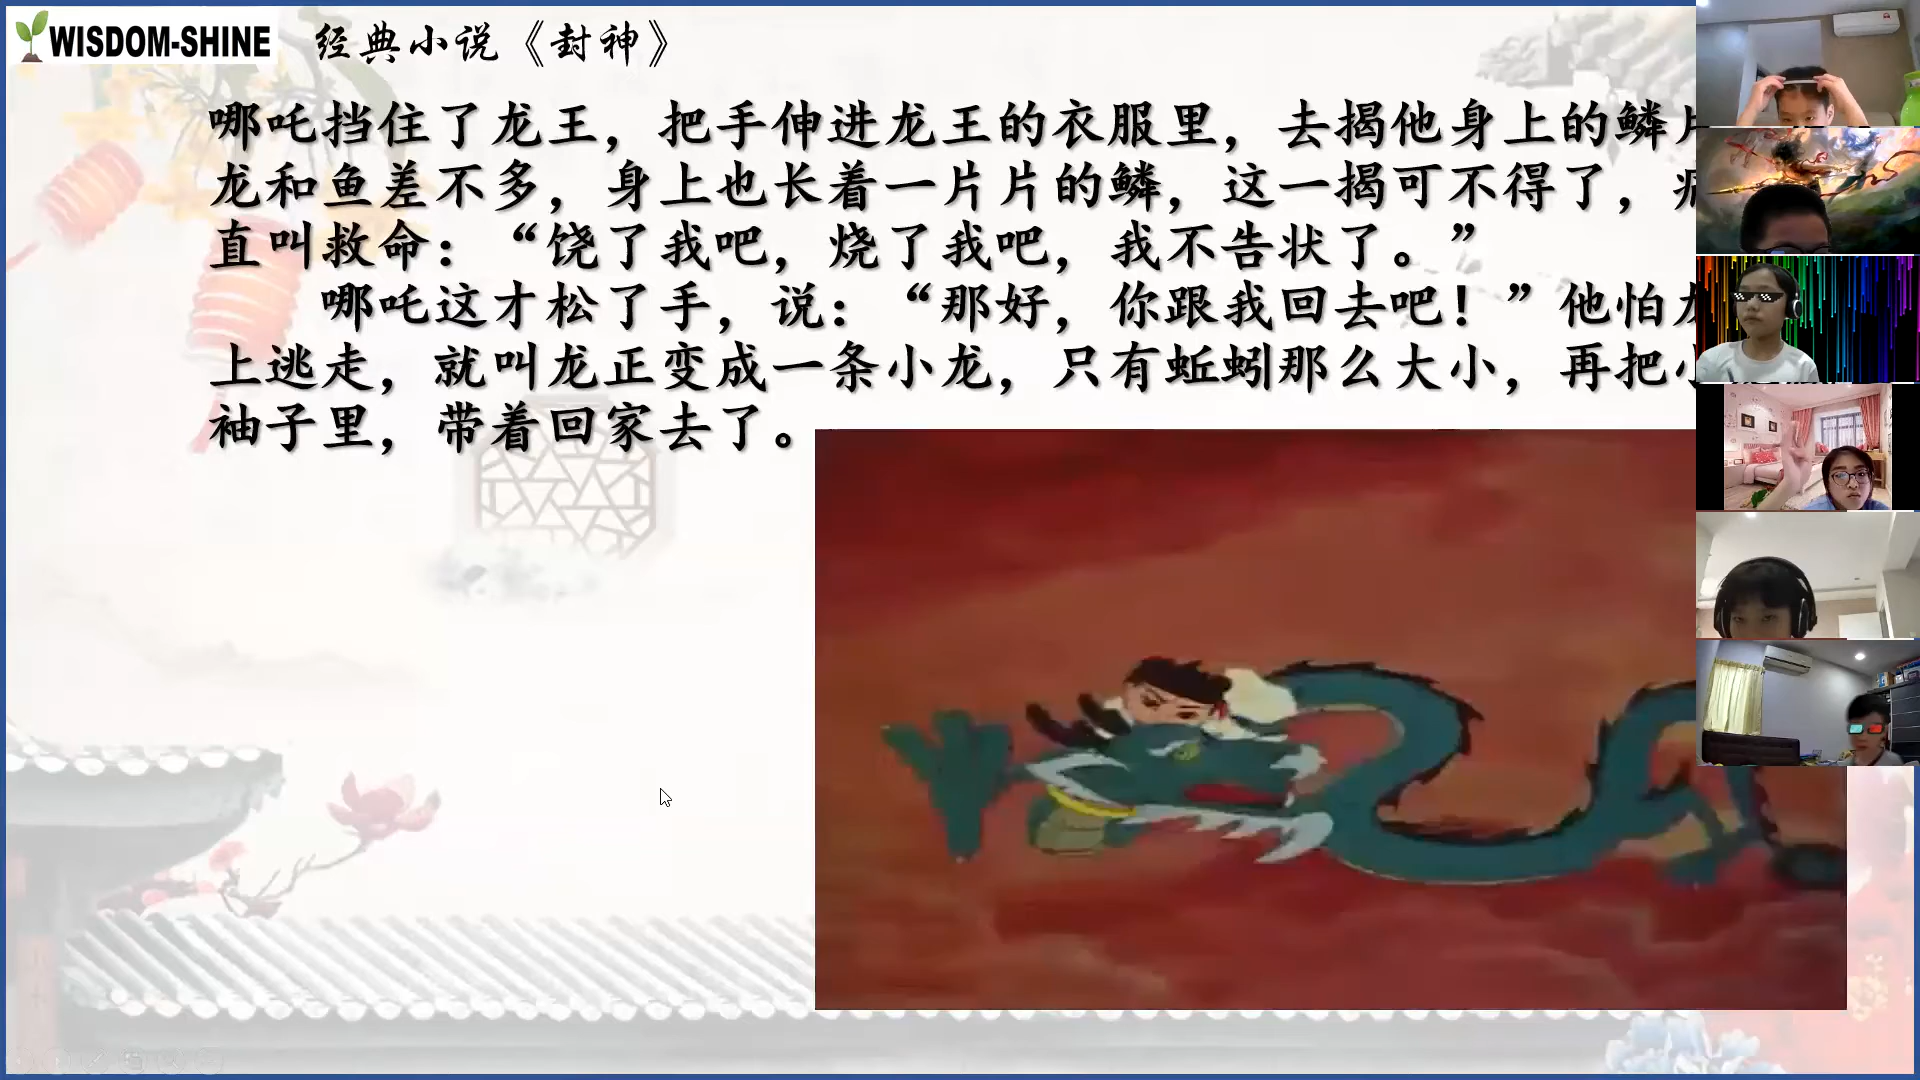 WISDOM-SHINE
经典小说《封神》
哪吒挡住了龙王，把手伸进龙王的衣服里，去揭他身上的鳞
龙和鱼差不多，身上也长着一片片的鳞，这一揭可不得了，
直叫救命：“饶了我吧，烧了我吧，我不告状了。”
哪吒这才松了手，说：“那好，你跟我回去吧！”他怕
上逃走，就叫龙正变成一条小龙，只有蚯蚓那么大小，再把
袖子里，带着回家去了。